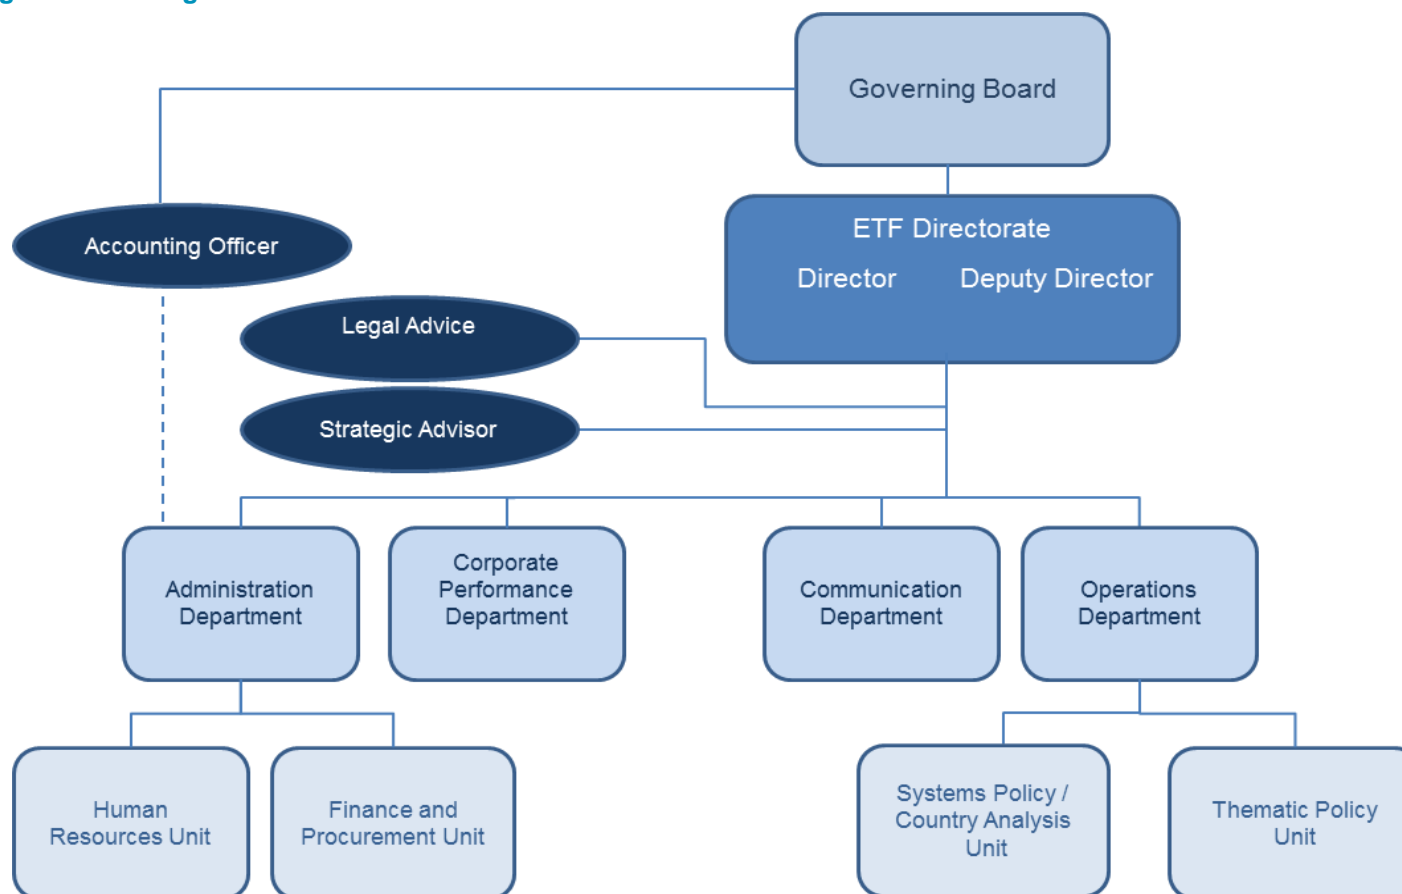 Governing Board
ETF Directorate
Director Deputy Director
Accounting Officer
Legal Advice
Strategic Advisor
Administration
Department
Corporate
Performance
Department
Communication
Department
Operations
Department
Human
Resources Unit
Finance and
Procurement Unit
Systems Policy /
Country Analysis
Unit
Thematic Policy
Unit